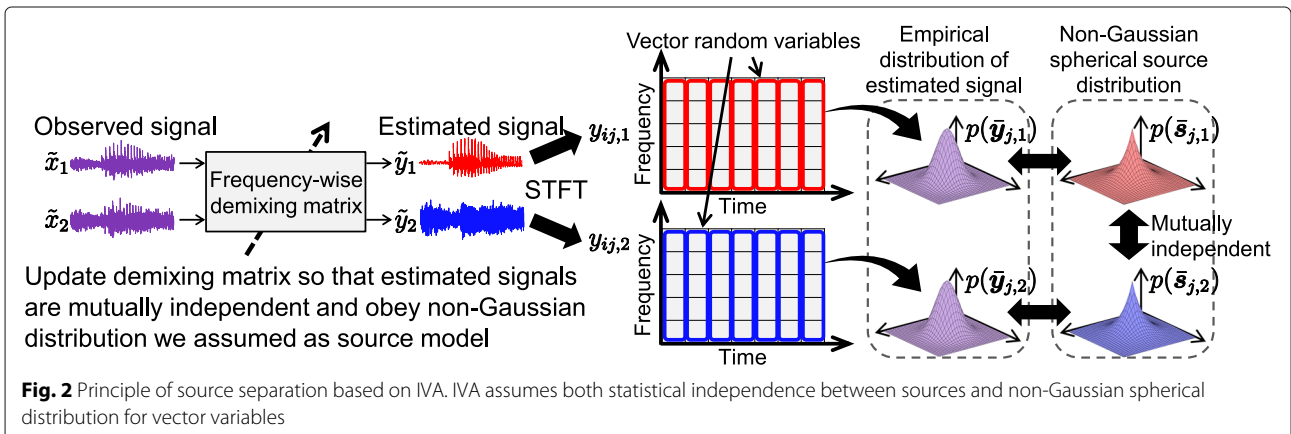 Observed signal
x̃₁
x̃₂
Frequency-wise
demixing matrix
Estimated signal
ỹ₁
ỹ₂
STFT
y_{ij,1}
y_{ij,2}
Update demixing matrix so that estimated signals
are mutually independent and obey non-Gaussian
distribution we assumed as source model
Vector random variables
Frequency
Time
Frequency
Time
Empirical
distribution of
estimated signal
p(ȳ_{j,1})
p(ȳ_{j,2})
Non-Gaussian
spherical source
distribution
p(s̄_{j,1})
Mutually
independent
p(s̄_{j,2})
Fig. 2 Principle of source separation based on IVA. IVA assumes both statistical independence between sources and non-Gaussian spherical
distribution for vector variables